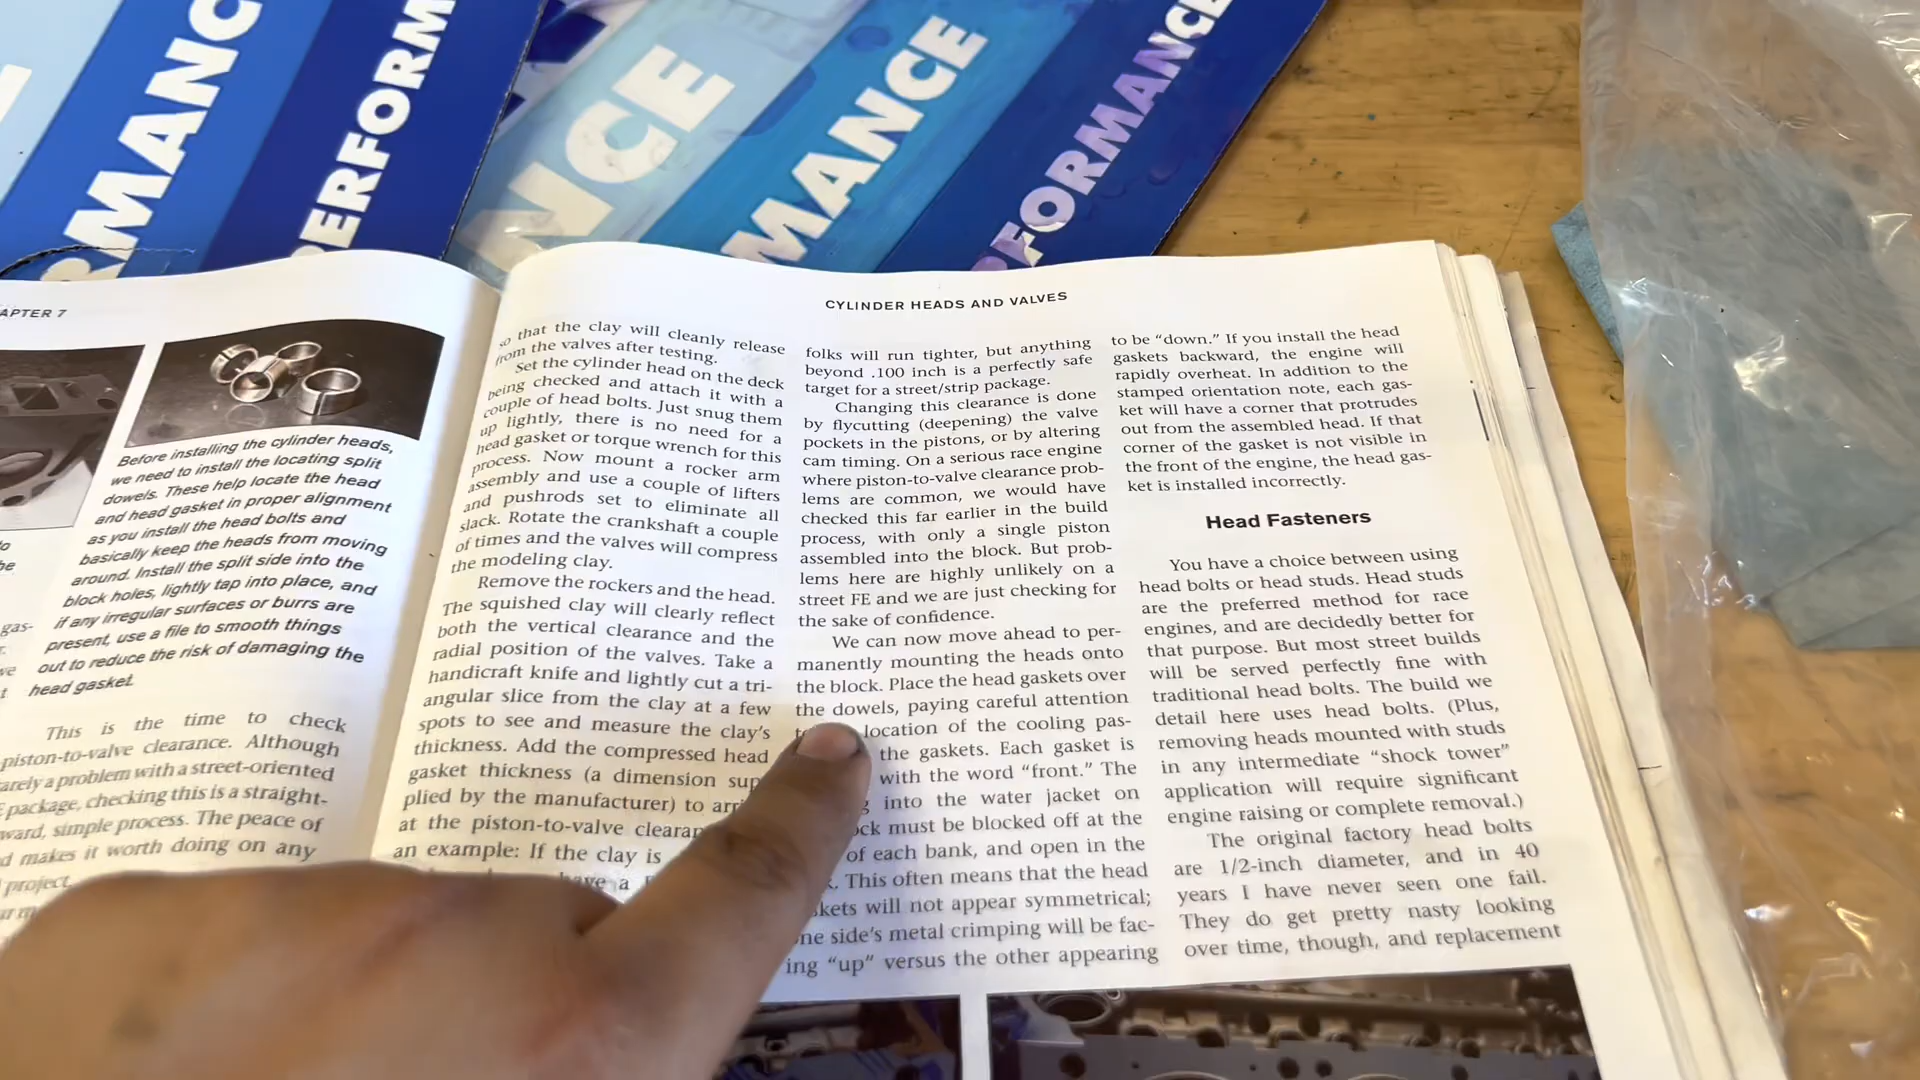 RMANC
PERFORM
NCE
MANCE
FORMANCE
APTER 7
Before installing the cylinder heads,
we need to install the locating split
dowels. These help locate the head
and head gasket in proper alignment
as you install the head bolts and
basically keep the heads from moving
around. Install the split side into the
block holes, lightly tap into place, and
if any irregular surfaces or burrs are
present, use a file to smooth things
out to reduce the risk of damaging the
head gasket.
This is the time to check
piston-to-valve clearance. Although
arely a problem with a street-oriented
package, checking this is a straight-
ward, simple process. The peace of
d makes it worth doing on any
project.
CYLINDER HEADS AND VALVES
so that the clay will cleanly release
from the valves after testing.
Set the cylinder head on the deck
being checked and attach it with a
couple of head bolts. Just snug them
up lightly, there is no need for a
head gasket or torque wrench for this
process. Now mount a rocker arm
assembly and use a couple of lifters
and pushrods set to eliminate all
slack. Rotate the crankshaft a couple
of times and the valves will compress
the modeling clay.
Remove the rockers and the head.
The squished clay will clearly reflect
both the vertical clearance and the
radial position of the valves. Take a
handicraft knife and lightly cut a tri-
angular slice from the clay at a few
spots to see and measure the clay's
thickness. Add the compressed head
gasket thickness (a dimension sup
plied by the manufacturer) to arri
at the piston-to-valve clearan
an example: If the clay is
have a
folks will run tighter, but anything
beyond .100 inch is a perfectly safe
target for a street/strip package.
Changing this clearance is done
by flycutting (deepening) the valve
pockets in the pistons, or by altering
cam timing. On a serious race engine
where piston-to-valve clearance prob-
lems are common, we would have
checked this far earlier in the build
process, with only a single piston
assembled into the block. But prob-
lems here are highly unlikely on a
street FE and we are just checking for
the sake of confidence.
We can now move ahead to per-
manently mounting the heads onto
the block. Place the head gaskets over
the dowels, paying careful attention
location of the cooling pas-
the gaskets. Each gasket is
with the word “front.” The
into the water jacket on
ck must be blocked off at the
of each bank, and open in the
. This often means that the head
kets will not appear symmetrical;
ne side's metal crimping will be fac-
ing “up” versus the other appearing
to be “down.” If you install the head
gaskets backward, the engine will
rapidly overheat. In addition to the
stamped orientation note, each gas-
ket will have a corner that protrudes
out from the assembled head. If that
corner of the gasket is not visible in
the front of the engine, the head gas-
ket is installed incorrectly.
Head Fasteners
You have a choice between using
head bolts or head studs. Head studs
are the preferred method for race
engines, and are decidedly better for
that purpose. But most street builds
will be served perfectly fine with
traditional head bolts. The build we
detail here uses head bolts. (Plus,
removing heads mounted with studs
in any intermediate “shock tower”
application will require significant
engine raising or complete removal.)
The original factory head bolts
are 1/2-inch diameter, and in 40
years I have never seen one fail.
They do get pretty nasty looking
over time, though, and replacement